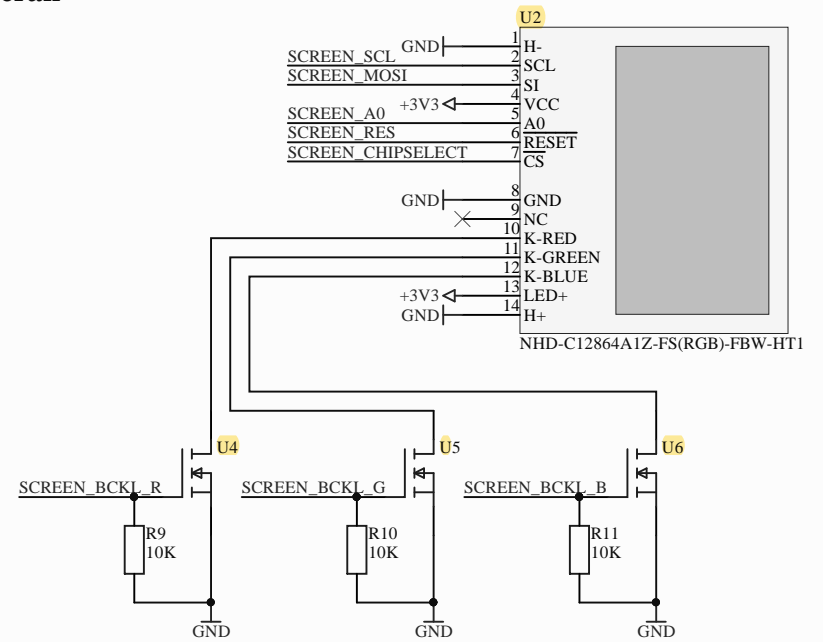 U2
GND 1 H-
SCREEN_SCL 2 SCL
SCREEN_MOSI 3 SI
+3V3 4 VCC
SCREEN_A0 5 A0
SCREEN_RES 6 RESET
SCREEN_CHIPSELECT 7 CS
GND 8 GND
9 NC
10 K-RED
11 K-GREEN
12 K-BLUE
+3V3 13 LED+
GND 14 H+
NHD-C12864A1Z-FS(RGB)-FBW-HT1
U4 U5 U6
SCREEN_BCKL_R SCREEN_BCKL_G SCREEN_BCKL_B
R9 R10 R11
10K 10K 10K
GND GND GND